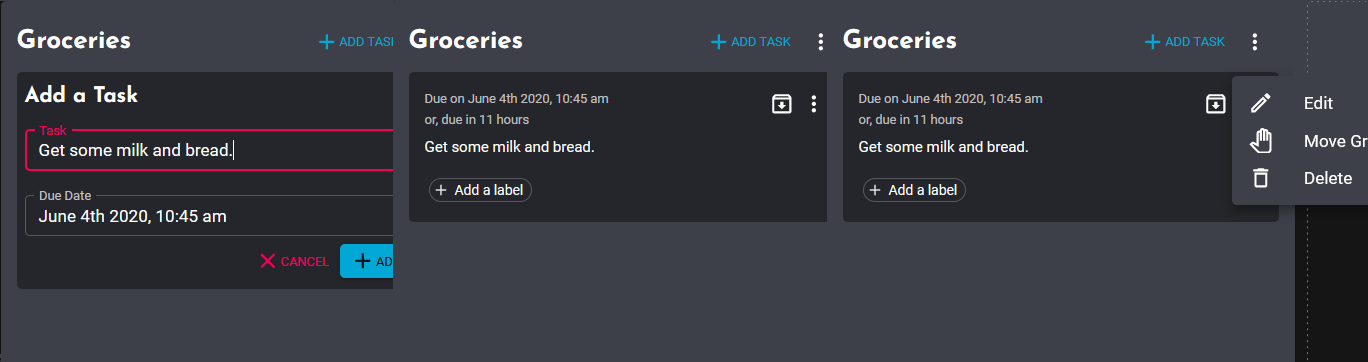 Groceries
ADD TASK
Add a Task
Task
Get some milk and bread.
Due Date
June 4th 2020, 10:45 am
CANCEL
AD
Groceries
ADD TASK
Due on June 4th 2020, 10:45 am
or, due in 11 hours
Get some milk and bread.
Add a label
Groceries
ADD TASK
Due on June 4th 2020, 10:45 am
or, due in 11 hours
Get some milk and bread.
Add a label
Edit
Move Gr
Delete